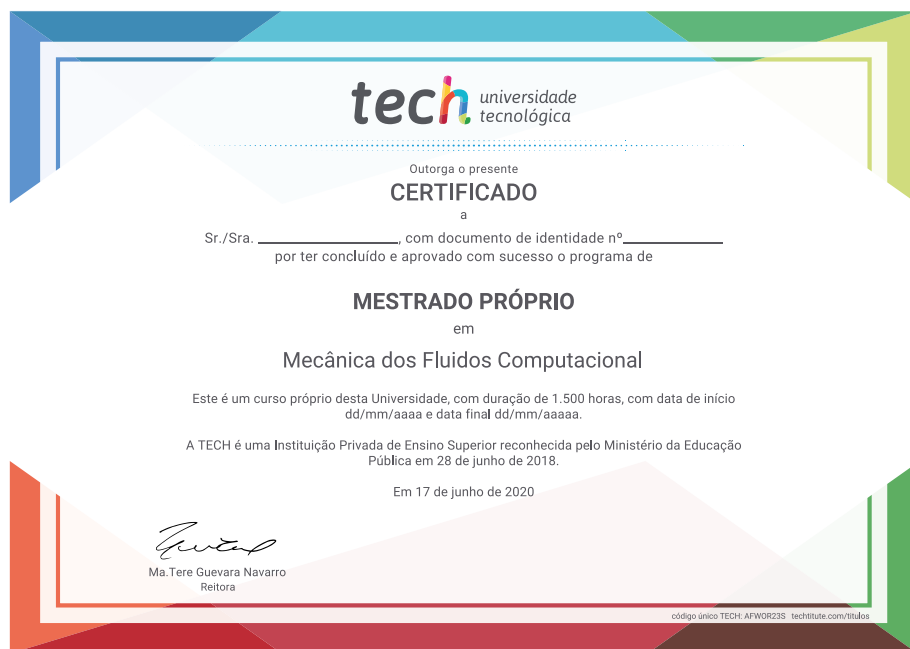 tech universidade
tecnológica
Outorga o presente
CERTIFICADO
a
Sr./Sra. ____________________, com documento de identidade nº______________
por ter concluído e aprovado com sucesso o programa de
MESTRADO PRÓPRIO
em
Mecânica dos Fluidos Computacional
Este é um curso próprio desta Universidade, com duração de 1.500 horas, com data de início
dd/mm/aaaa e data final dd/mm/aaaaa.
A TECH é uma Instituição Privada de Ensino Superior reconhecida pelo Ministério da Educação
Pública em 28 de junho de 2018.
Em 17 de junho de 2020
Ma.Tere Guevara Navarro
Reitora
código único TECH: AFWOR23S techtitute.com/titulos